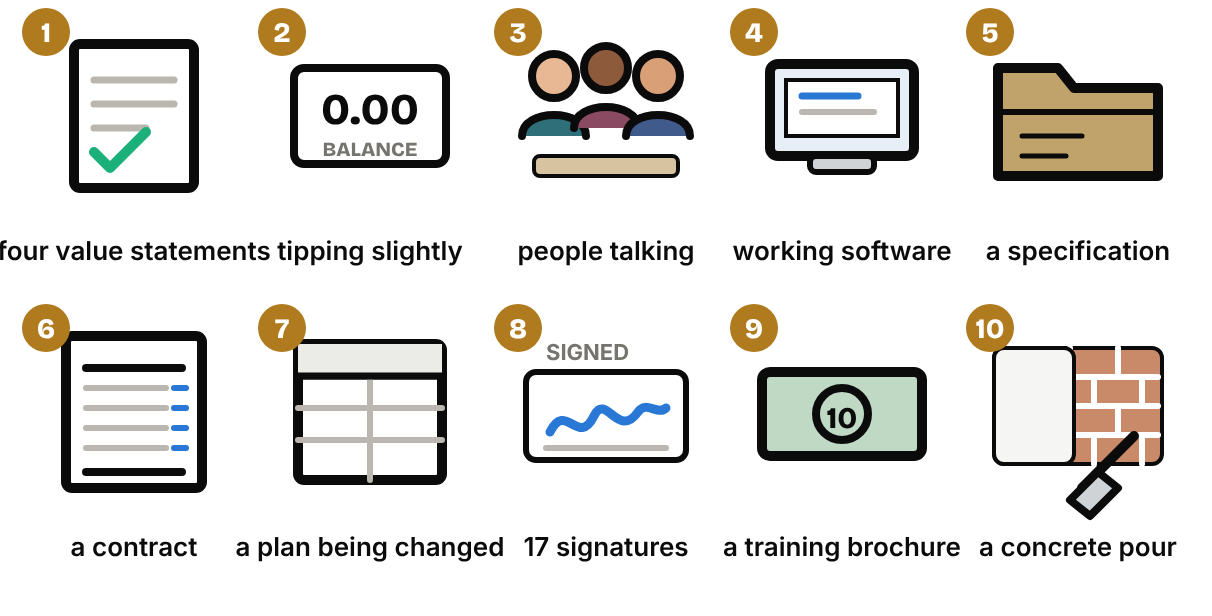 1
2
3
4
5
0.00
BALANCE
four value statements
tipping slightly
people talking
working software
a specification
6
7
8
9
10
SIGNED
10
a contract
a plan being changed
17 signatures
a training brochure
a concrete pour